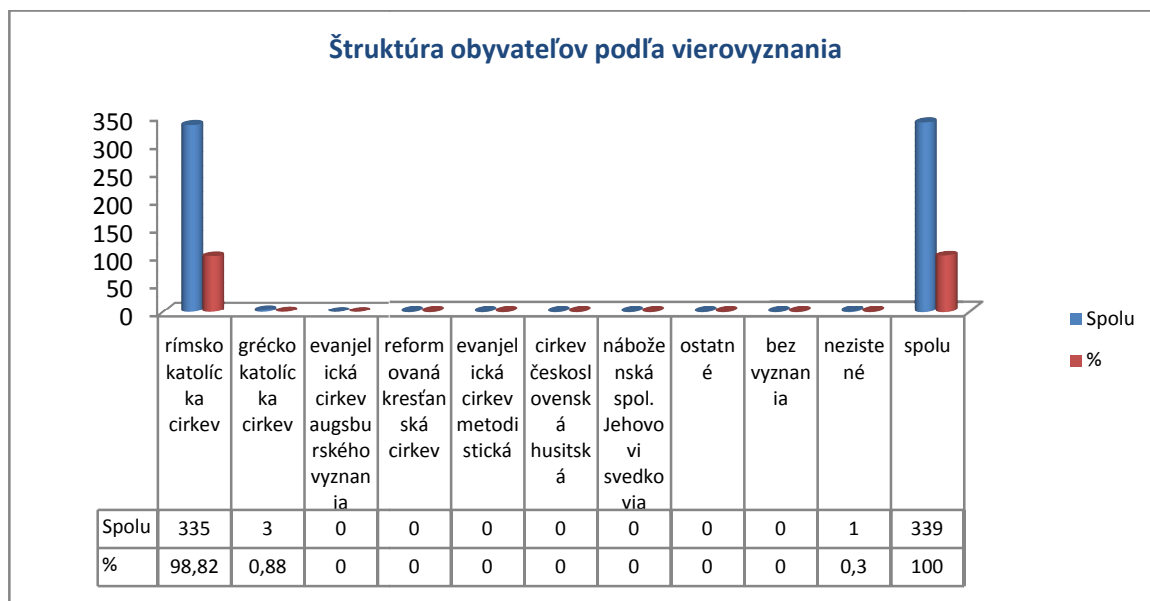 Štruktúra obyvateľov podľa vierovyznania
350
300
250
200
150
100
50
0
rímsko katolíc ka cirkev
grécko katolíc ka cirkev
evanjel ická cirkev augsbu rského vyznan ia
reform ovaná kresťan ská cirkev
evanjel ická cirkev metodi stická
cirkev českosl ovensk á husitsk á
nábože nská spol. Jehovo vi svedko via
ostatn é
bez vyznan ia
neziste né
spolu
Spolu 335 3 0 0 0 0 0 0 0 1 339
% 98,82 0,88 0 0 0 0 0 0 0 0,3 100
Spolu
%